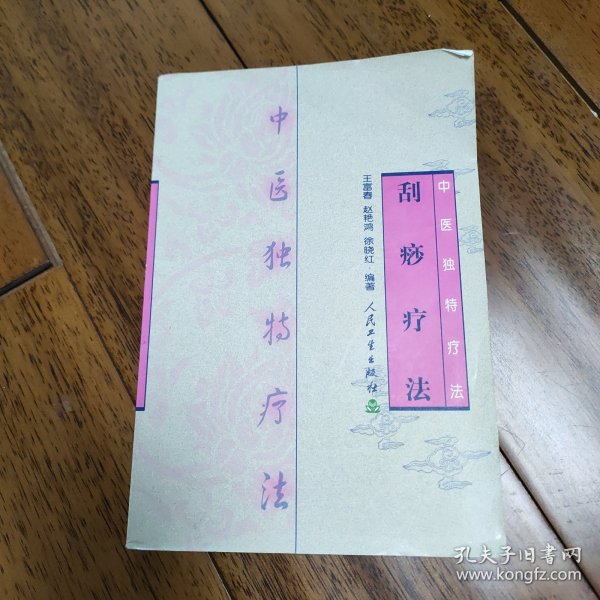 中医独特疗法
刮痧疗法
王富春 赵艳鸿 徐晓红·编著
人民卫生出版社
中医独特疗法
孔夫子旧书网
www.kongfz.com